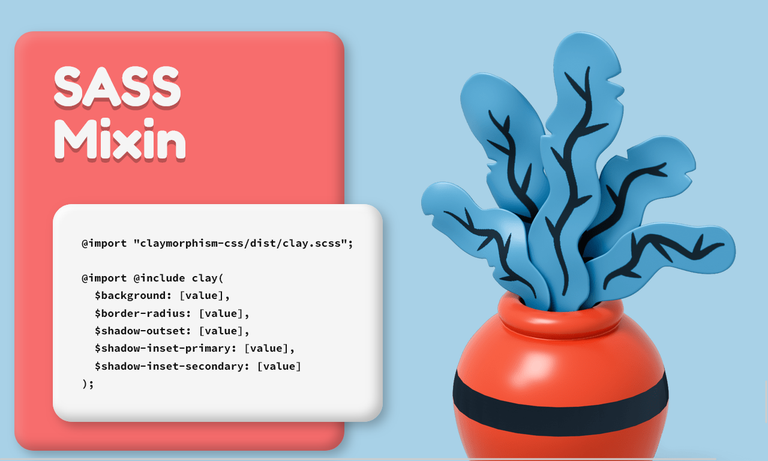 SASS
Mixin
@import "claymorphism-css/dist/clay.scss";
@import @include clay(
$background: [value],
$border-radius: [value],
$shadow-outset: [value],
$shadow-inset-primary: [value],
$shadow-inset-secondary: [value]
);